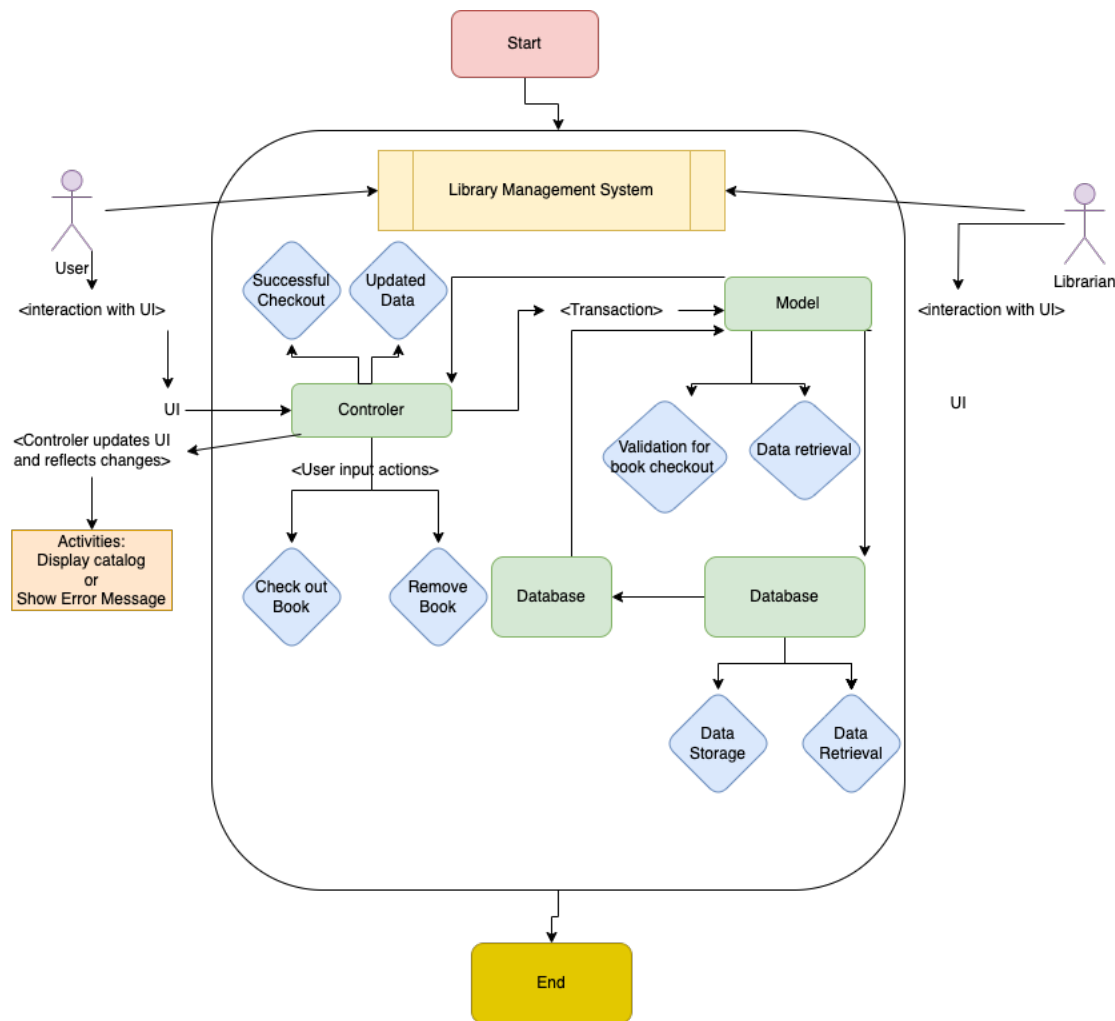 Start
Library Management System
User
Librarian
<interaction with UI>
Successful
Checkout
Updated
Data
<Transaction>
Model
<interaction with UI>
UI
Controler
UI
<Controler updates UI
and reflects changes>
<User input actions>
Validation for
book checkout
Data retrieval
Activities:
Display catalog
or
Show Error Message
Check out
Book
Remove
Book
Database
Database
Data
Storage
Data
Retrieval
End